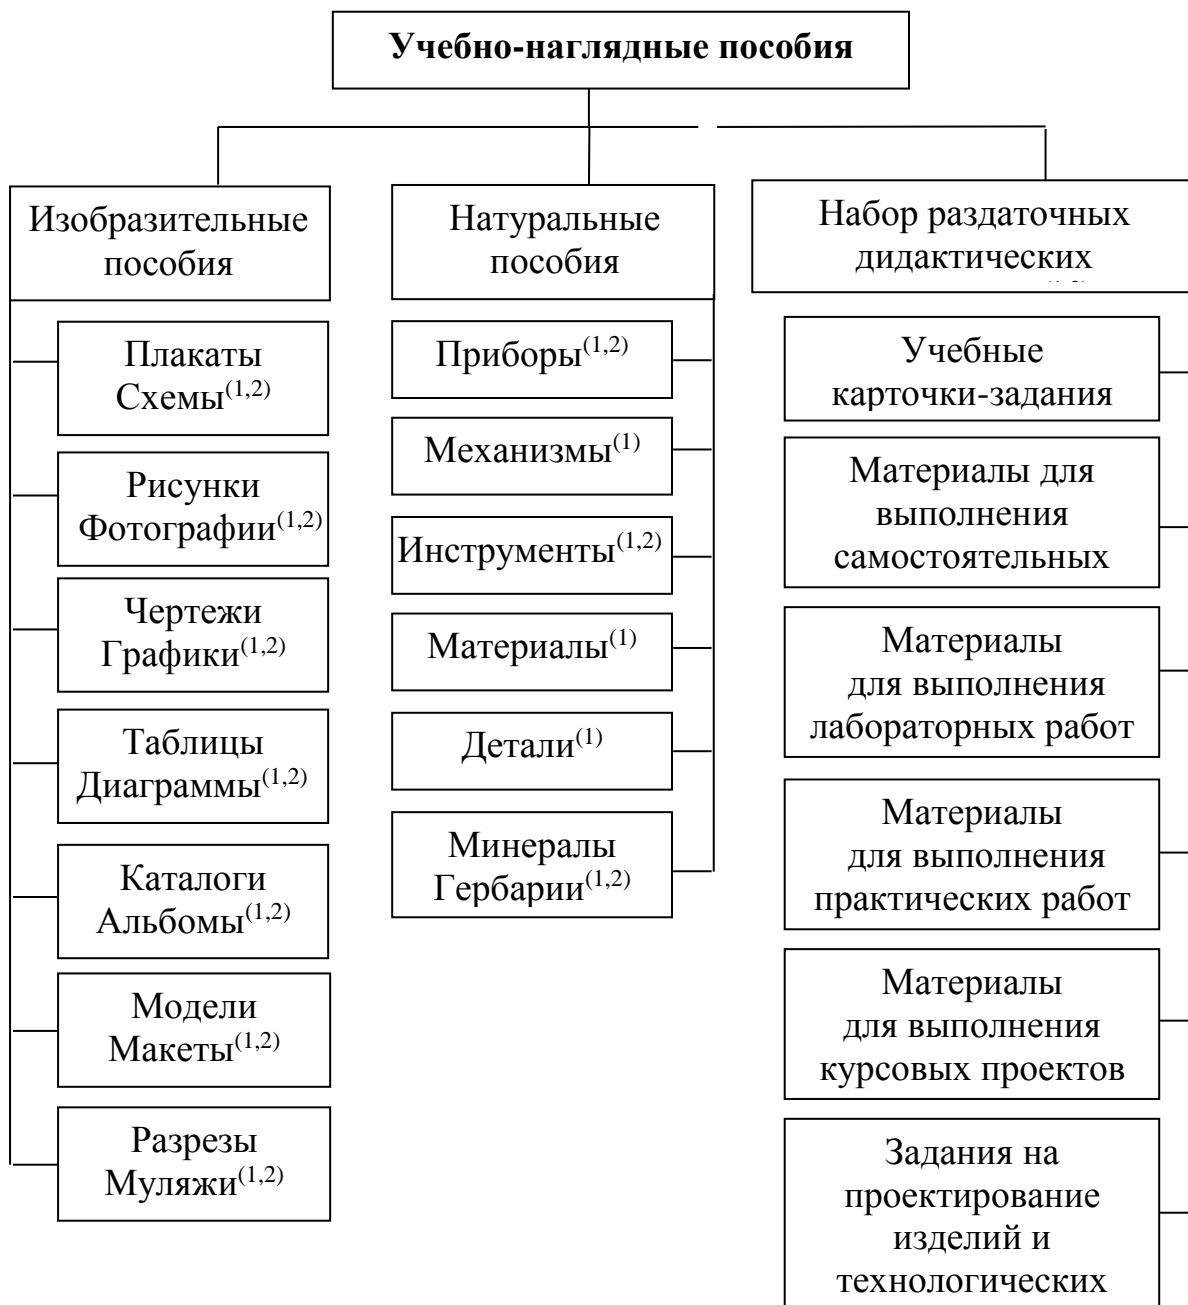 Учебно-наглядные пособия
Изобразительные
пособия
Плакаты
Схемы(1,2)
Рисунки
Фотографии(1,2)
Чертежи
Графики(1,2)
Таблицы
Диаграммы(1,2)
Каталоги
Альбомы(1,2)
Модели
Макеты(1,2)
Разрезы
Муляжи(1,2)
Натуральные
пособия
Приборы(1,2)
Механизмы(1)
Инструменты(1,2)
Материалы(1)
Детали(1)
Минералы
Гербарии(1,2)
Набор раздаточных
дидактических
Учебные
карточки-задания
Материалы для
выполнения
самостоятельных
Материалы
для выполнения
лабораторных работ
Материалы
для выполнения
практических работ
Материалы
для выполнения
курсовых проектов
Задания на
проектирование
изделий и
технологических